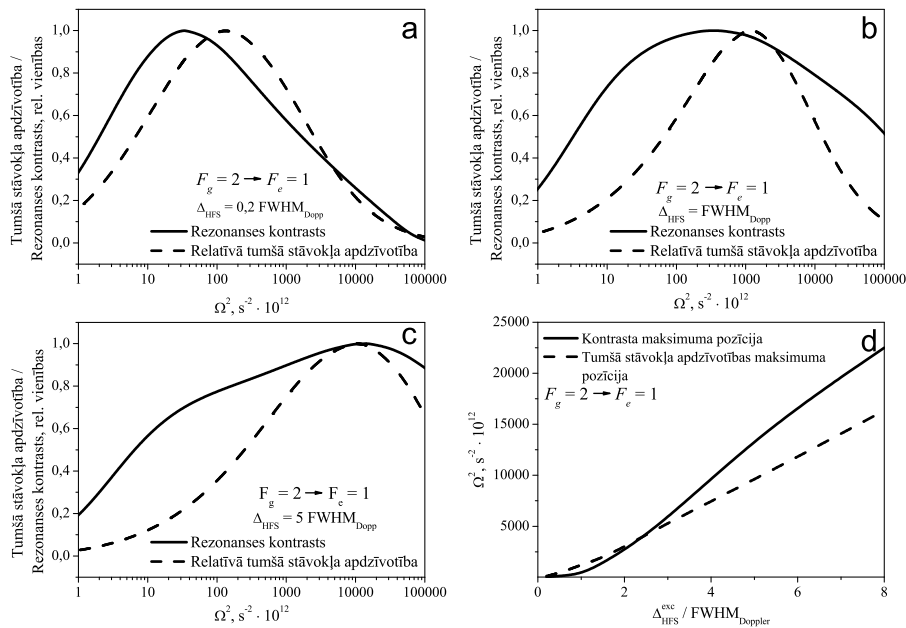 a
Tumšā stāvokļa apdzīvotība /
Rezonanses kontrasts, rel. vienības
1,0
0,8
0,6
0,4
0,2
0,0
F_g = 2 → F_e = 1
Δ_HFS = 0,2 FWHM_Dopp
Rezonanses kontrasts
Relatīvā tumšā stāvokļa apdzīvotība
1 10 100 1000 10000 100000
Ω², s⁻² · 10¹²
b
Tumšā stāvokļa apdzīvotība /
Rezonanses kontrasts, rel. vienības
1,0
0,8
0,6
0,4
0,2
0,0
F_g = 2 → F_e = 1
Δ_HFS = FWHM_Dopp
Rezonanses kontrasts
Relatīvā tumšā stāvokļa apdzīvotība
1 10 100 1000 10000 100000
Ω², s⁻² · 10¹²
c
Tumšā stāvokļa apdzīvotība /
Rezonanses kontrasts, rel. vienības
1,0
0,8
0,6
0,4
0,2
0,0
F_g = 2 → F_e = 1
Δ_HFS = 5 FWHM_Dopp
Rezonanses kontrasts
Relatīvā tumšā stāvokļa apdzīvotība
1 10 100 1000 10000 100000
Ω², s⁻² · 10¹²
d
Ω², s⁻² · 10¹²
25000
20000
15000
10000
5000
Kontrasta maksimuma pozīcija
Tumšā stāvokļa apdzīvotības maksimuma
pozīcija
F_g = 2 → F_e = 1
0 2 4 6 8
Δ_HFS^exc / FWHM_Doppler